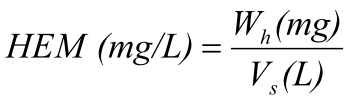 HEM (mg/L) = W_h(mg) / V_s(L)